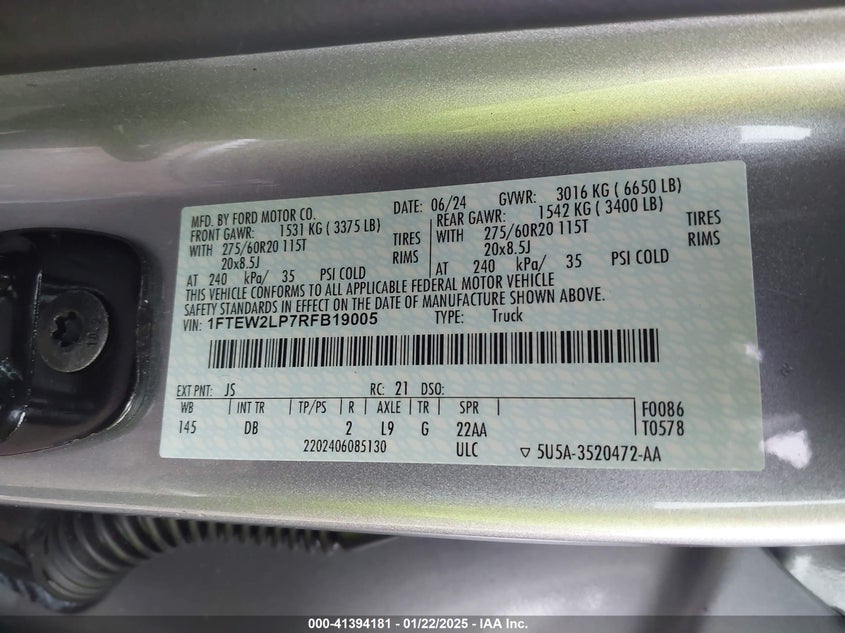 MFD. BY FORD MOTOR CO.
DATE: 06/24 GVWR: 3016 KG ( 6650 LB)
FRONT GAWR: 1531 KG ( 3375 LB)
WITH 275/60R20 115T TIRES
20x8.5J RIMS
AT 240 kPa/ 35 PSI COLD
REAR GAWR: 1542 KG ( 3400 LB)
WITH 275/60R20 115T TIRES
20x8.5J RIMS
AT 240 kPa/ 35 PSI COLD
THIS VEHICLE CONFORMS TO ALL APPLICABLE FEDERAL MOTOR VEHICLE
SAFETY STANDARDS IN EFFECT ON THE DATE OF MANUFACTURE SHOWN ABOVE.
VIN: 1FTEW2LP7RFB19005 TYPE: Truck
EXT PNT: JS RC: 21 DSO:
WB INT TR TP/PS R AXLE TR SPR F0086
145 DB 2 L9 G 22AA T0578
2202406085130 ULC ▽ 5U5A-3520472-AA
000-41394181 - 01/22/2025 - IAA Inc.